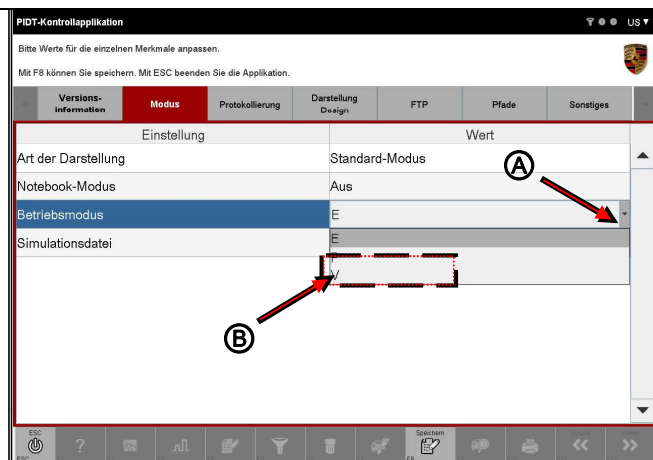 PIDT-Kontrollapplikation
US
Bitte Werte für die einzelnen Merkmale anpassen.
Mit F8 können Sie speichern. Mit ESC beenden Sie die Applikation.
Versions-
information
Modus
Protokollierung
Darstellung
Design
FTP
Pfade
Sonstiges
Einstellung
Wert
Art der Darstellung
Standard-Modus
A
Notebook-Modus
Aus
Betriebsmodus
E
Simulationsdatei
E
P
V
B
ESC
Speichern
?
ESC
F8